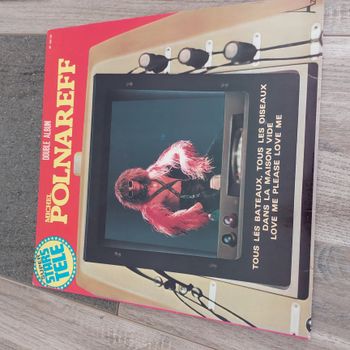 DOUBLE ALBUM
MICHEL
POLNAREFF
STARS
TELE
TOUS LES BATEAUX, TOUS LES OISEAUX
DANS LA MAISON VIDE
LOVE ME PLEASE LOVE ME